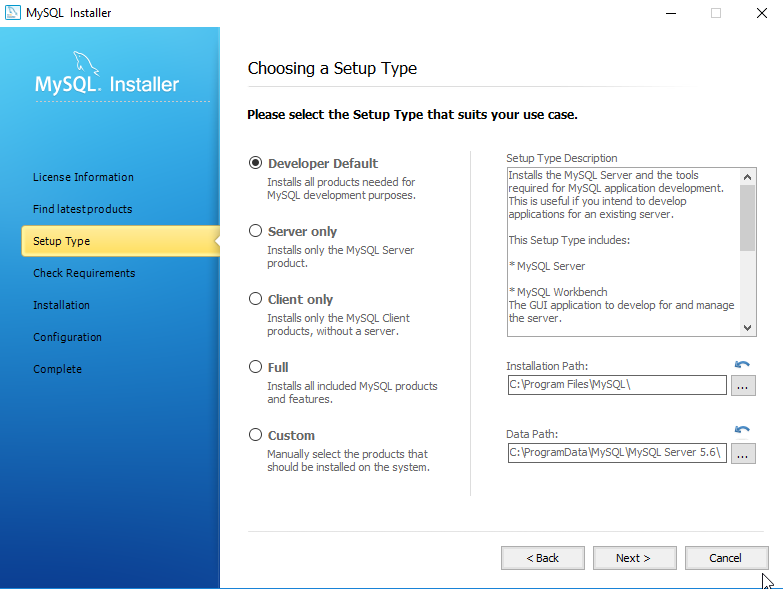 MySQL Installer
MySQL. Installer
License Information
Find latest products
Setup Type
Check Requirements
Installation
Configuration
Complete
Choosing a Setup Type
Please select the Setup Type that suits your use case.
Developer Default
Installs all products needed for
MySQL development purposes.
Server only
Installs only the MySQL Server
product.
Client only
Installs only the MySQL Client
products, without a server.
Full
Installs all included MySQL products
and features.
Custom
Manually select the products that
should be installed on the system.
Setup Type Description
Installs the MySQL Server and the tools
required for MySQL application development.
This is useful if you intend to develop
applications for an existing server.
This Setup Type includes:
* MySQL Server
* MySQL Workbench
The GUI application to develop for and manage
the server.
Installation Path:
C:\Program Files\MySQL\
...
Data Path:
C:\ProgramData\MySQL\MySQL Server 5.6\
...
< Back
Next >
Cancel